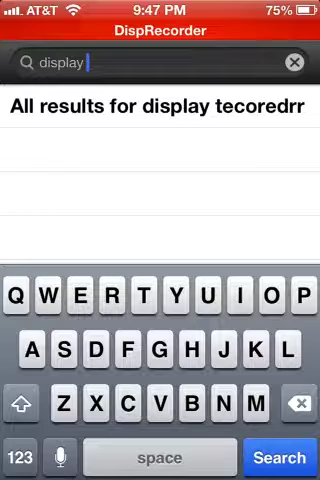 AT&T 9:47 PM 75%
DispRecorder
display
All results for display tecoredrr
Q W E R T Y U I O P
A S D F G H J K L
Z X C V B N M
123 space Search